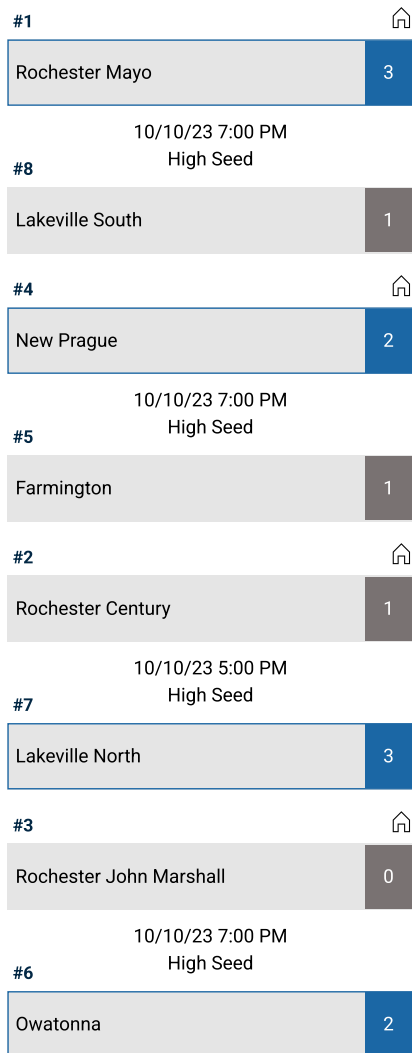 #1
Rochester Mayo 3
10/10/23 7:00 PM
High Seed
#8
Lakeville South 1
#4
New Prague 2
10/10/23 7:00 PM
High Seed
#5
Farmington 1
#2
Rochester Century 1
10/10/23 5:00 PM
High Seed
#7
Lakeville North 3
#3
Rochester John Marshall 0
10/10/23 7:00 PM
High Seed
#6
Owatonna 2